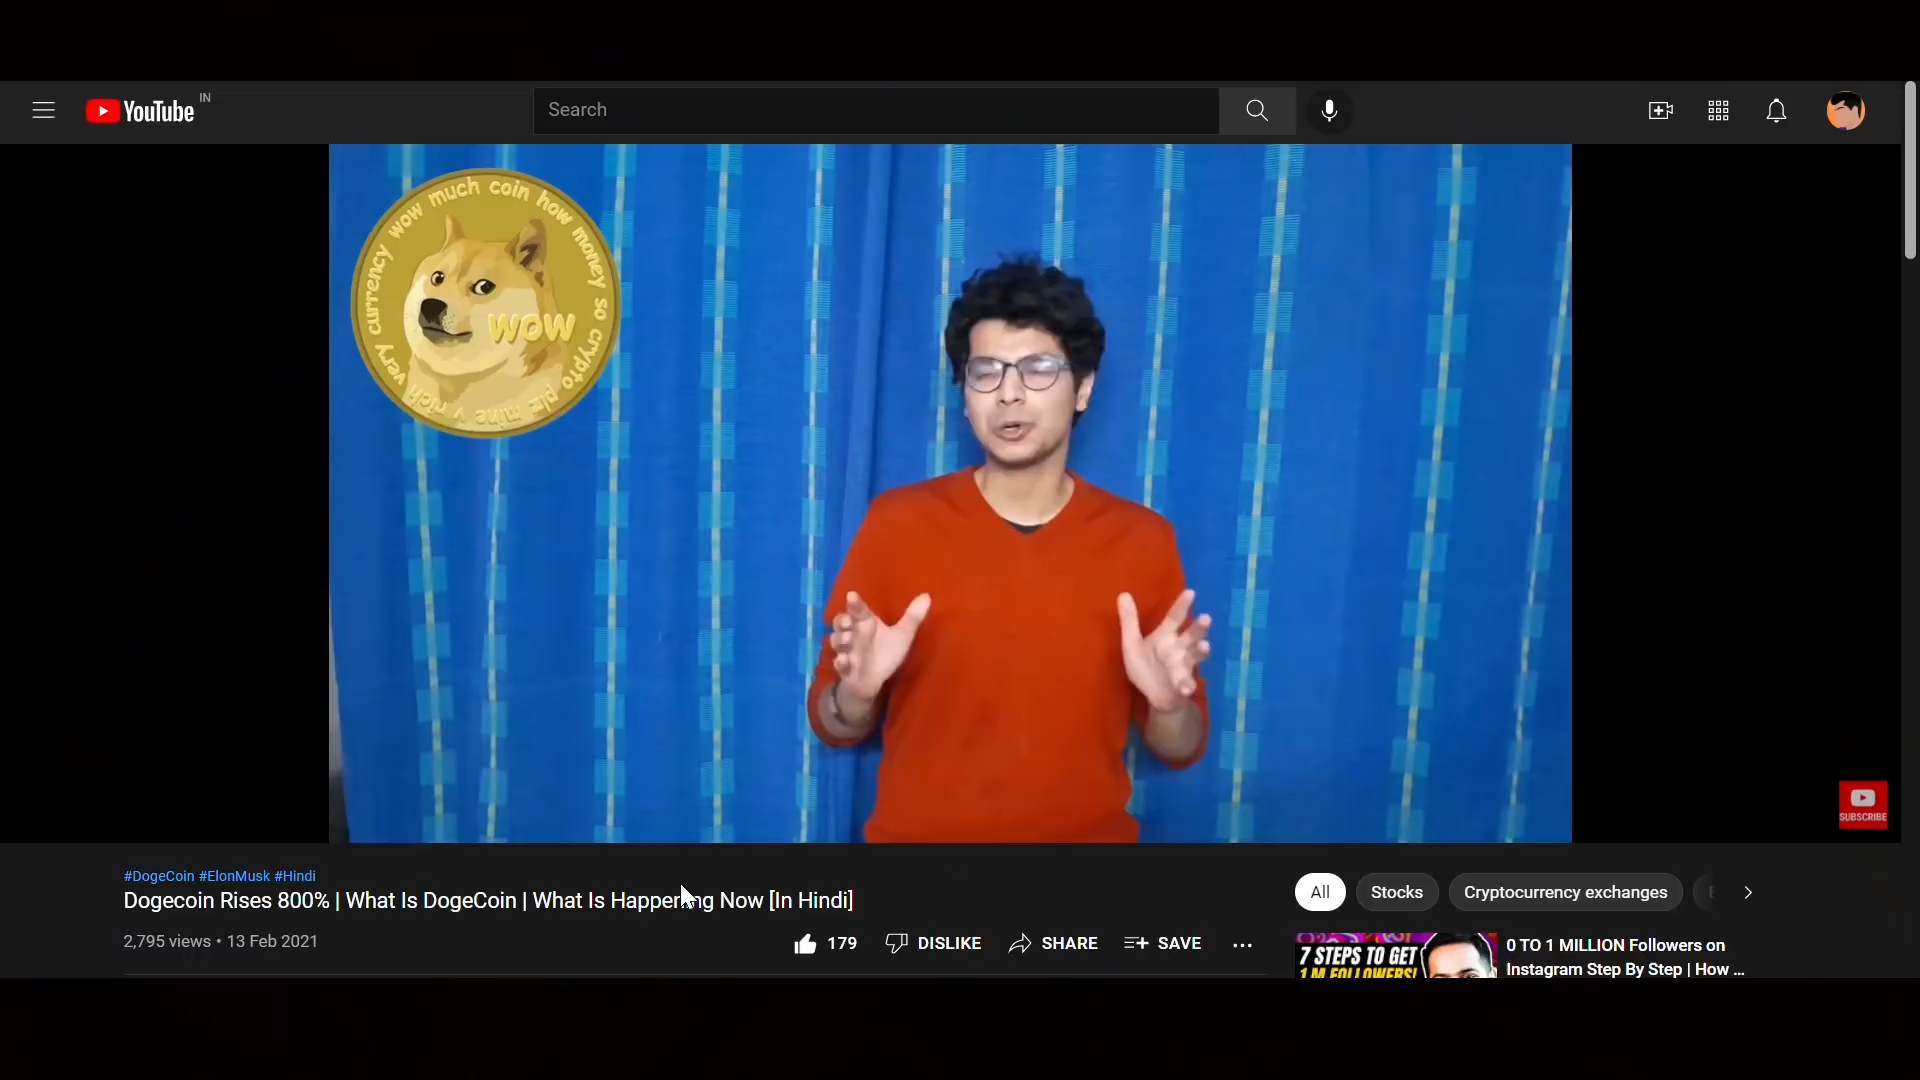 YouTube IN
Search
very currency wow much coin how money so crypto plz mine v rich
wow
SUBSCRIBE
#DogeCoin #ElonMusk #Hindi
Dogecoin Rises 800% | What Is DogeCoin | What Is Happening Now [In Hindi]
2,795 views • 13 Feb 2021
179 DISLIKE SHARE SAVE ...
All Stocks Cryptocurrency exchanges
7 STEPS TO GET
1 M FOLLOWERS!
0 TO 1 MILLION Followers on
Instagram Step By Step | How ...